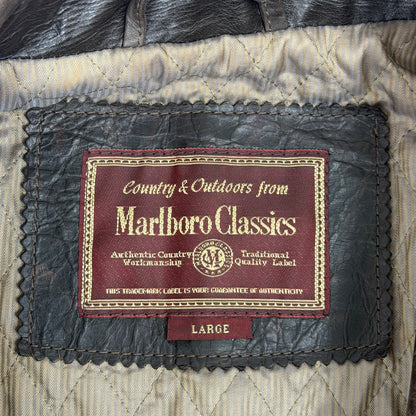 Country & Outdoors from
Marlboro Classics
Authentic Country Workmanship
Traditional Quality Label
THIS TRADEMARK LABEL IS YOUR GUARANTEE OF AUTHENTICITY
LARGE